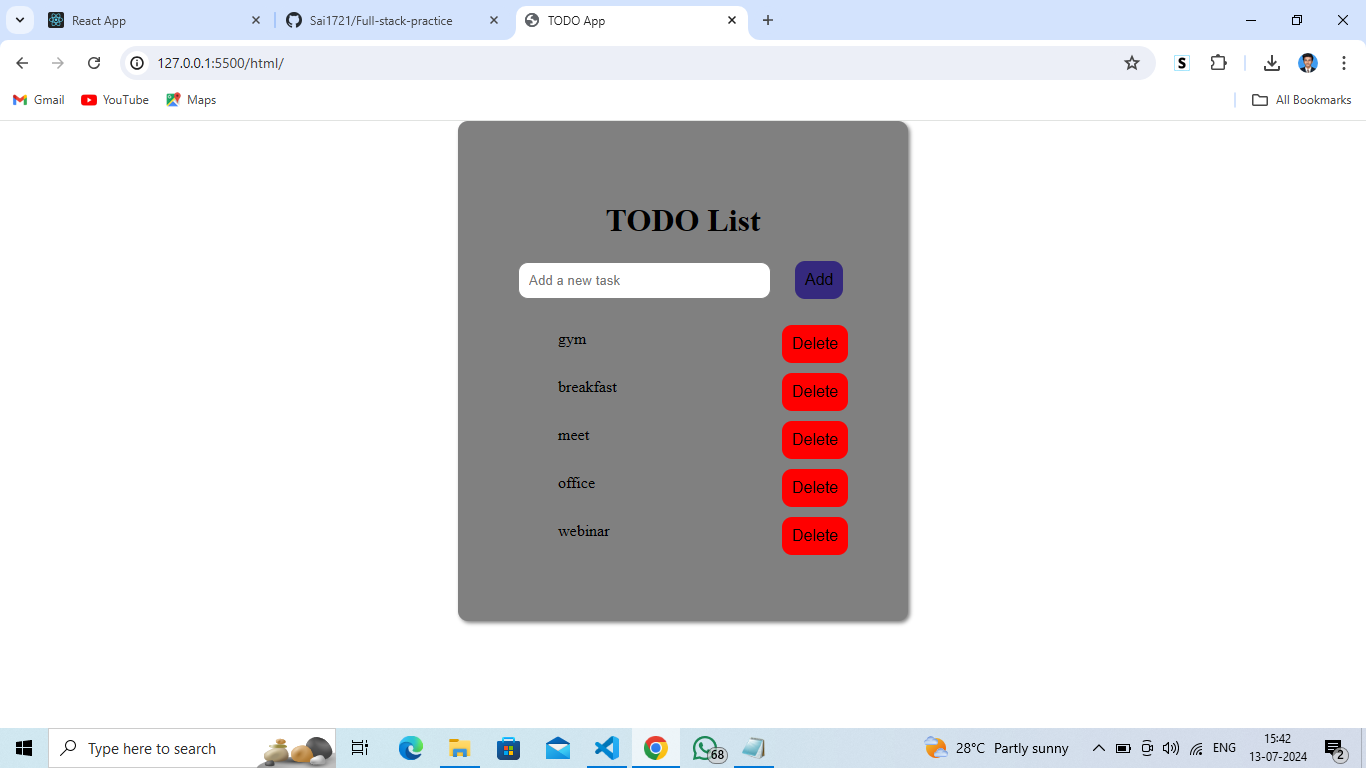 React App
Sai1721/Full-stack-practice
TODO App
127.0.0.1:5500/html/
S
Gmail
YouTube
Maps
All Bookmarks
TODO List
Add a new task
Add
gym
Delete
breakfast
Delete
meet
Delete
office
Delete
webinar
Delete
Type here to search
68
28°C Partly sunny
ENG
15:42
13-07-2024
2